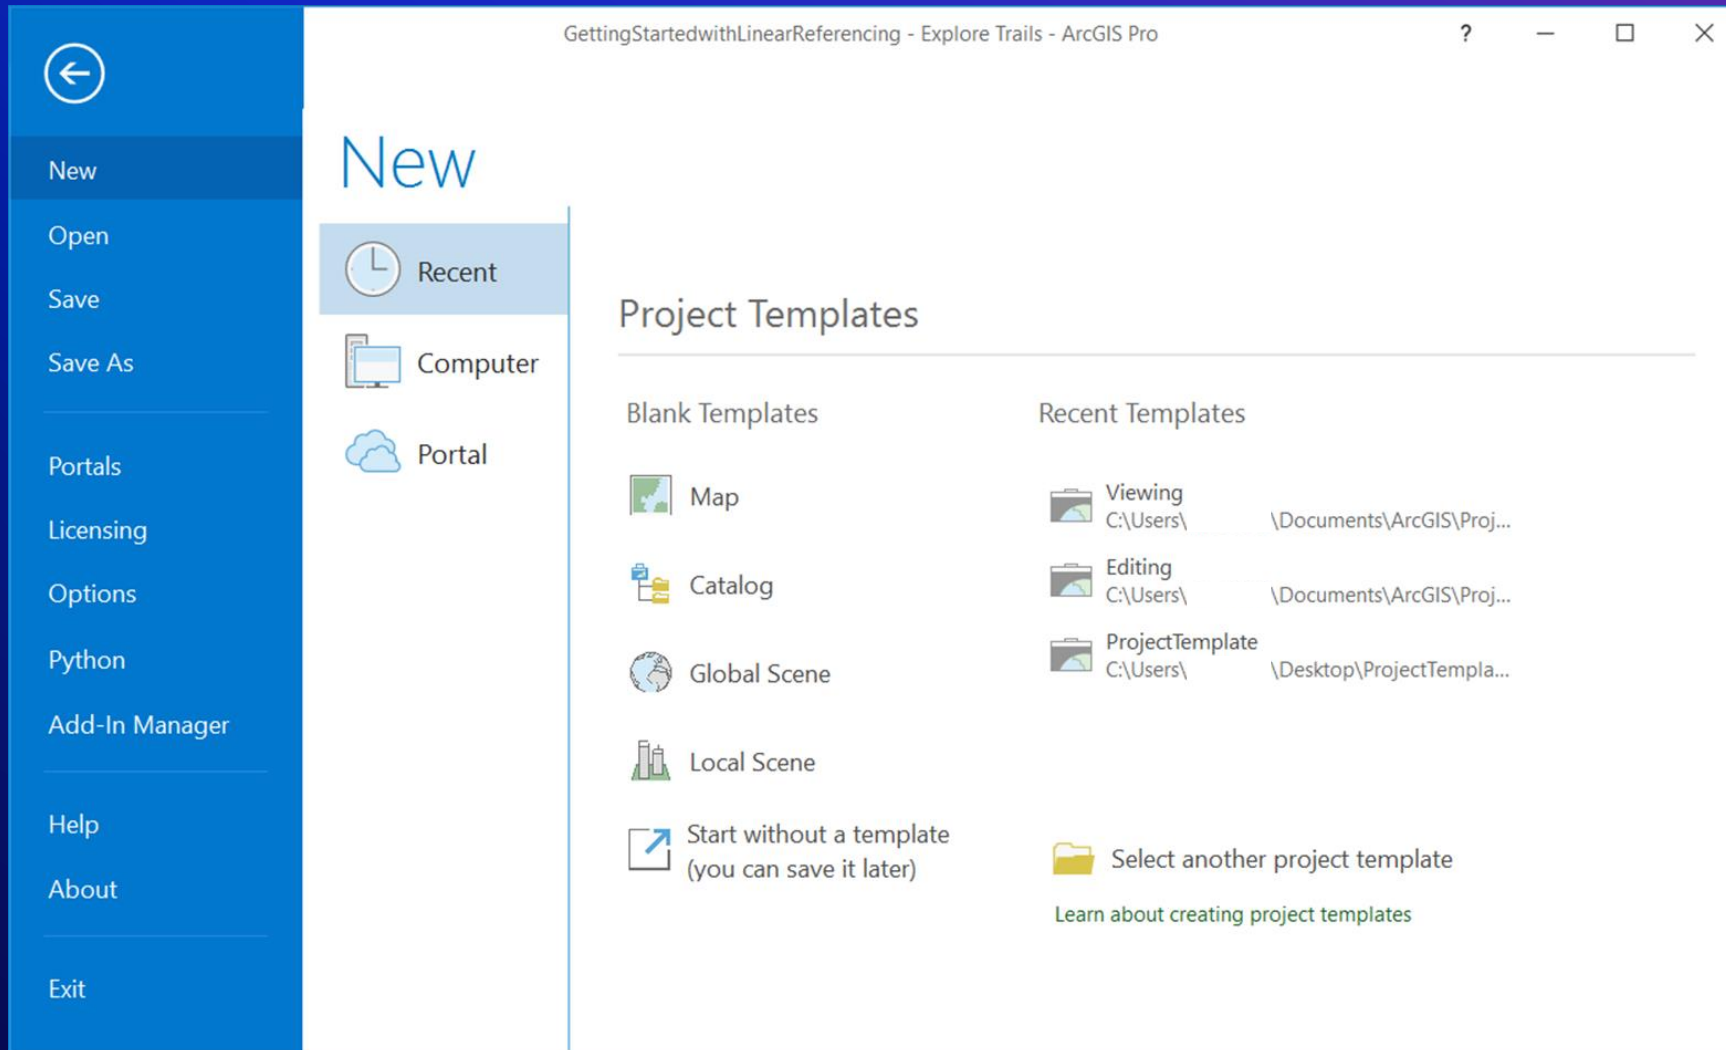 GettingStartedwithLinearReferencing - Explore Trails - ArcGIS Pro
?
New
Open
Save
Save As
Portals
Licensing
Options
Python
Add-In Manager
Help
About
Exit
New
Recent
Computer
Portal
Project Templates
Blank Templates
Map
Catalog
Global Scene
Local Scene
Start without a template
(you can save it later)
Recent Templates
Viewing
C:\Users\ \Documents\ArcGIS\Proj...
Editing
C:\Users\ \Documents\ArcGIS\Proj...
ProjectTemplate
C:\Users\ \Desktop\ProjectTempla...
Select another project template
Learn about creating project templates